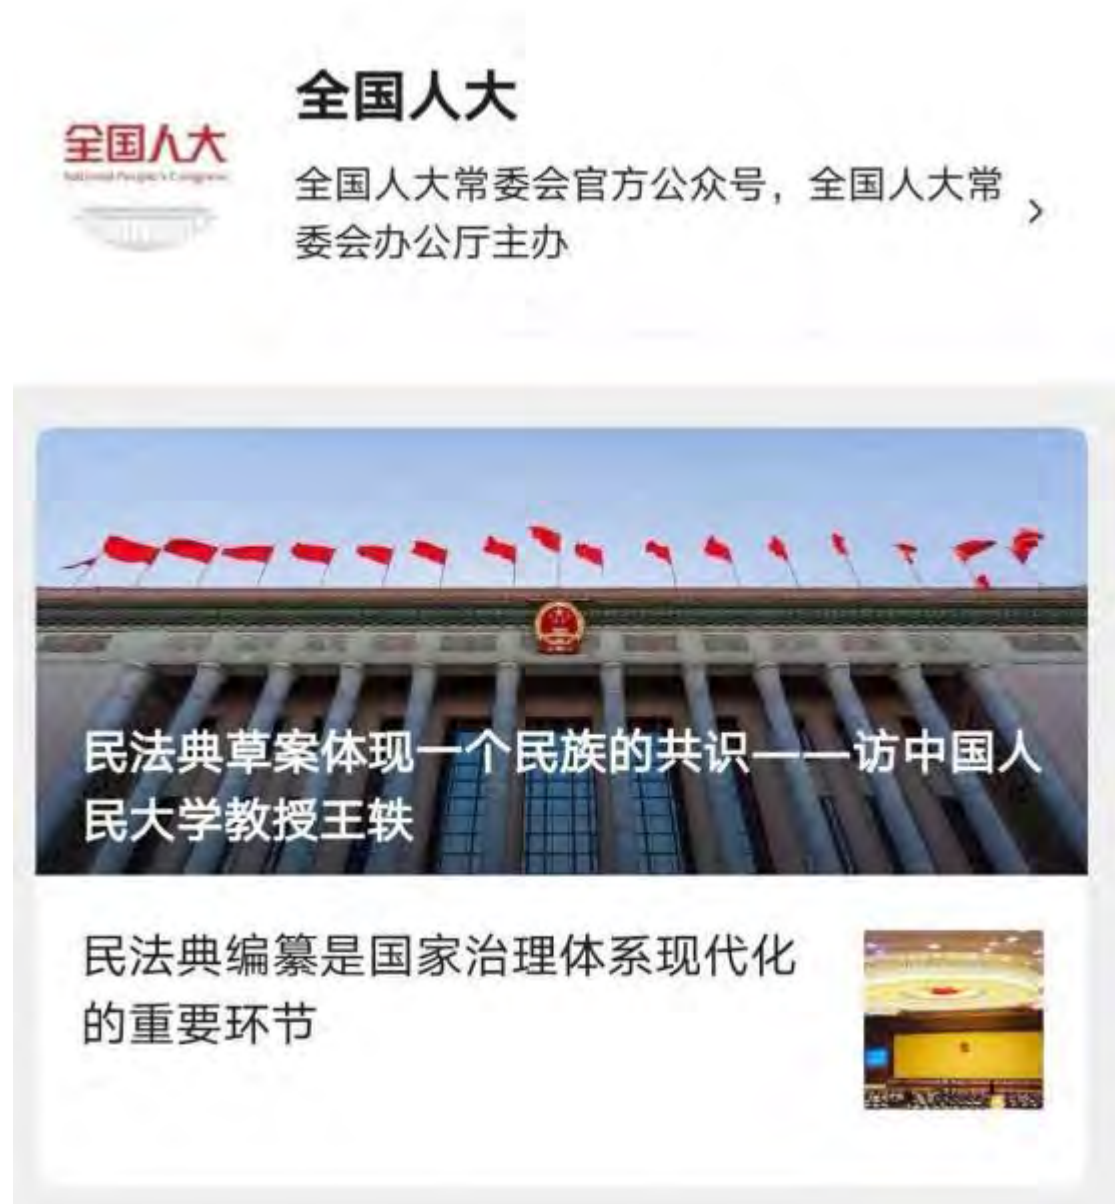 全国人大
全国人大
National People's Congress
全国人大常委会官方公众号，全国人大常
委会办公厅主办
民法典草案体现一个民族的共识——访中国人
民大学教授王轶
民法典编纂是国家治理体系现代化
的重要环节